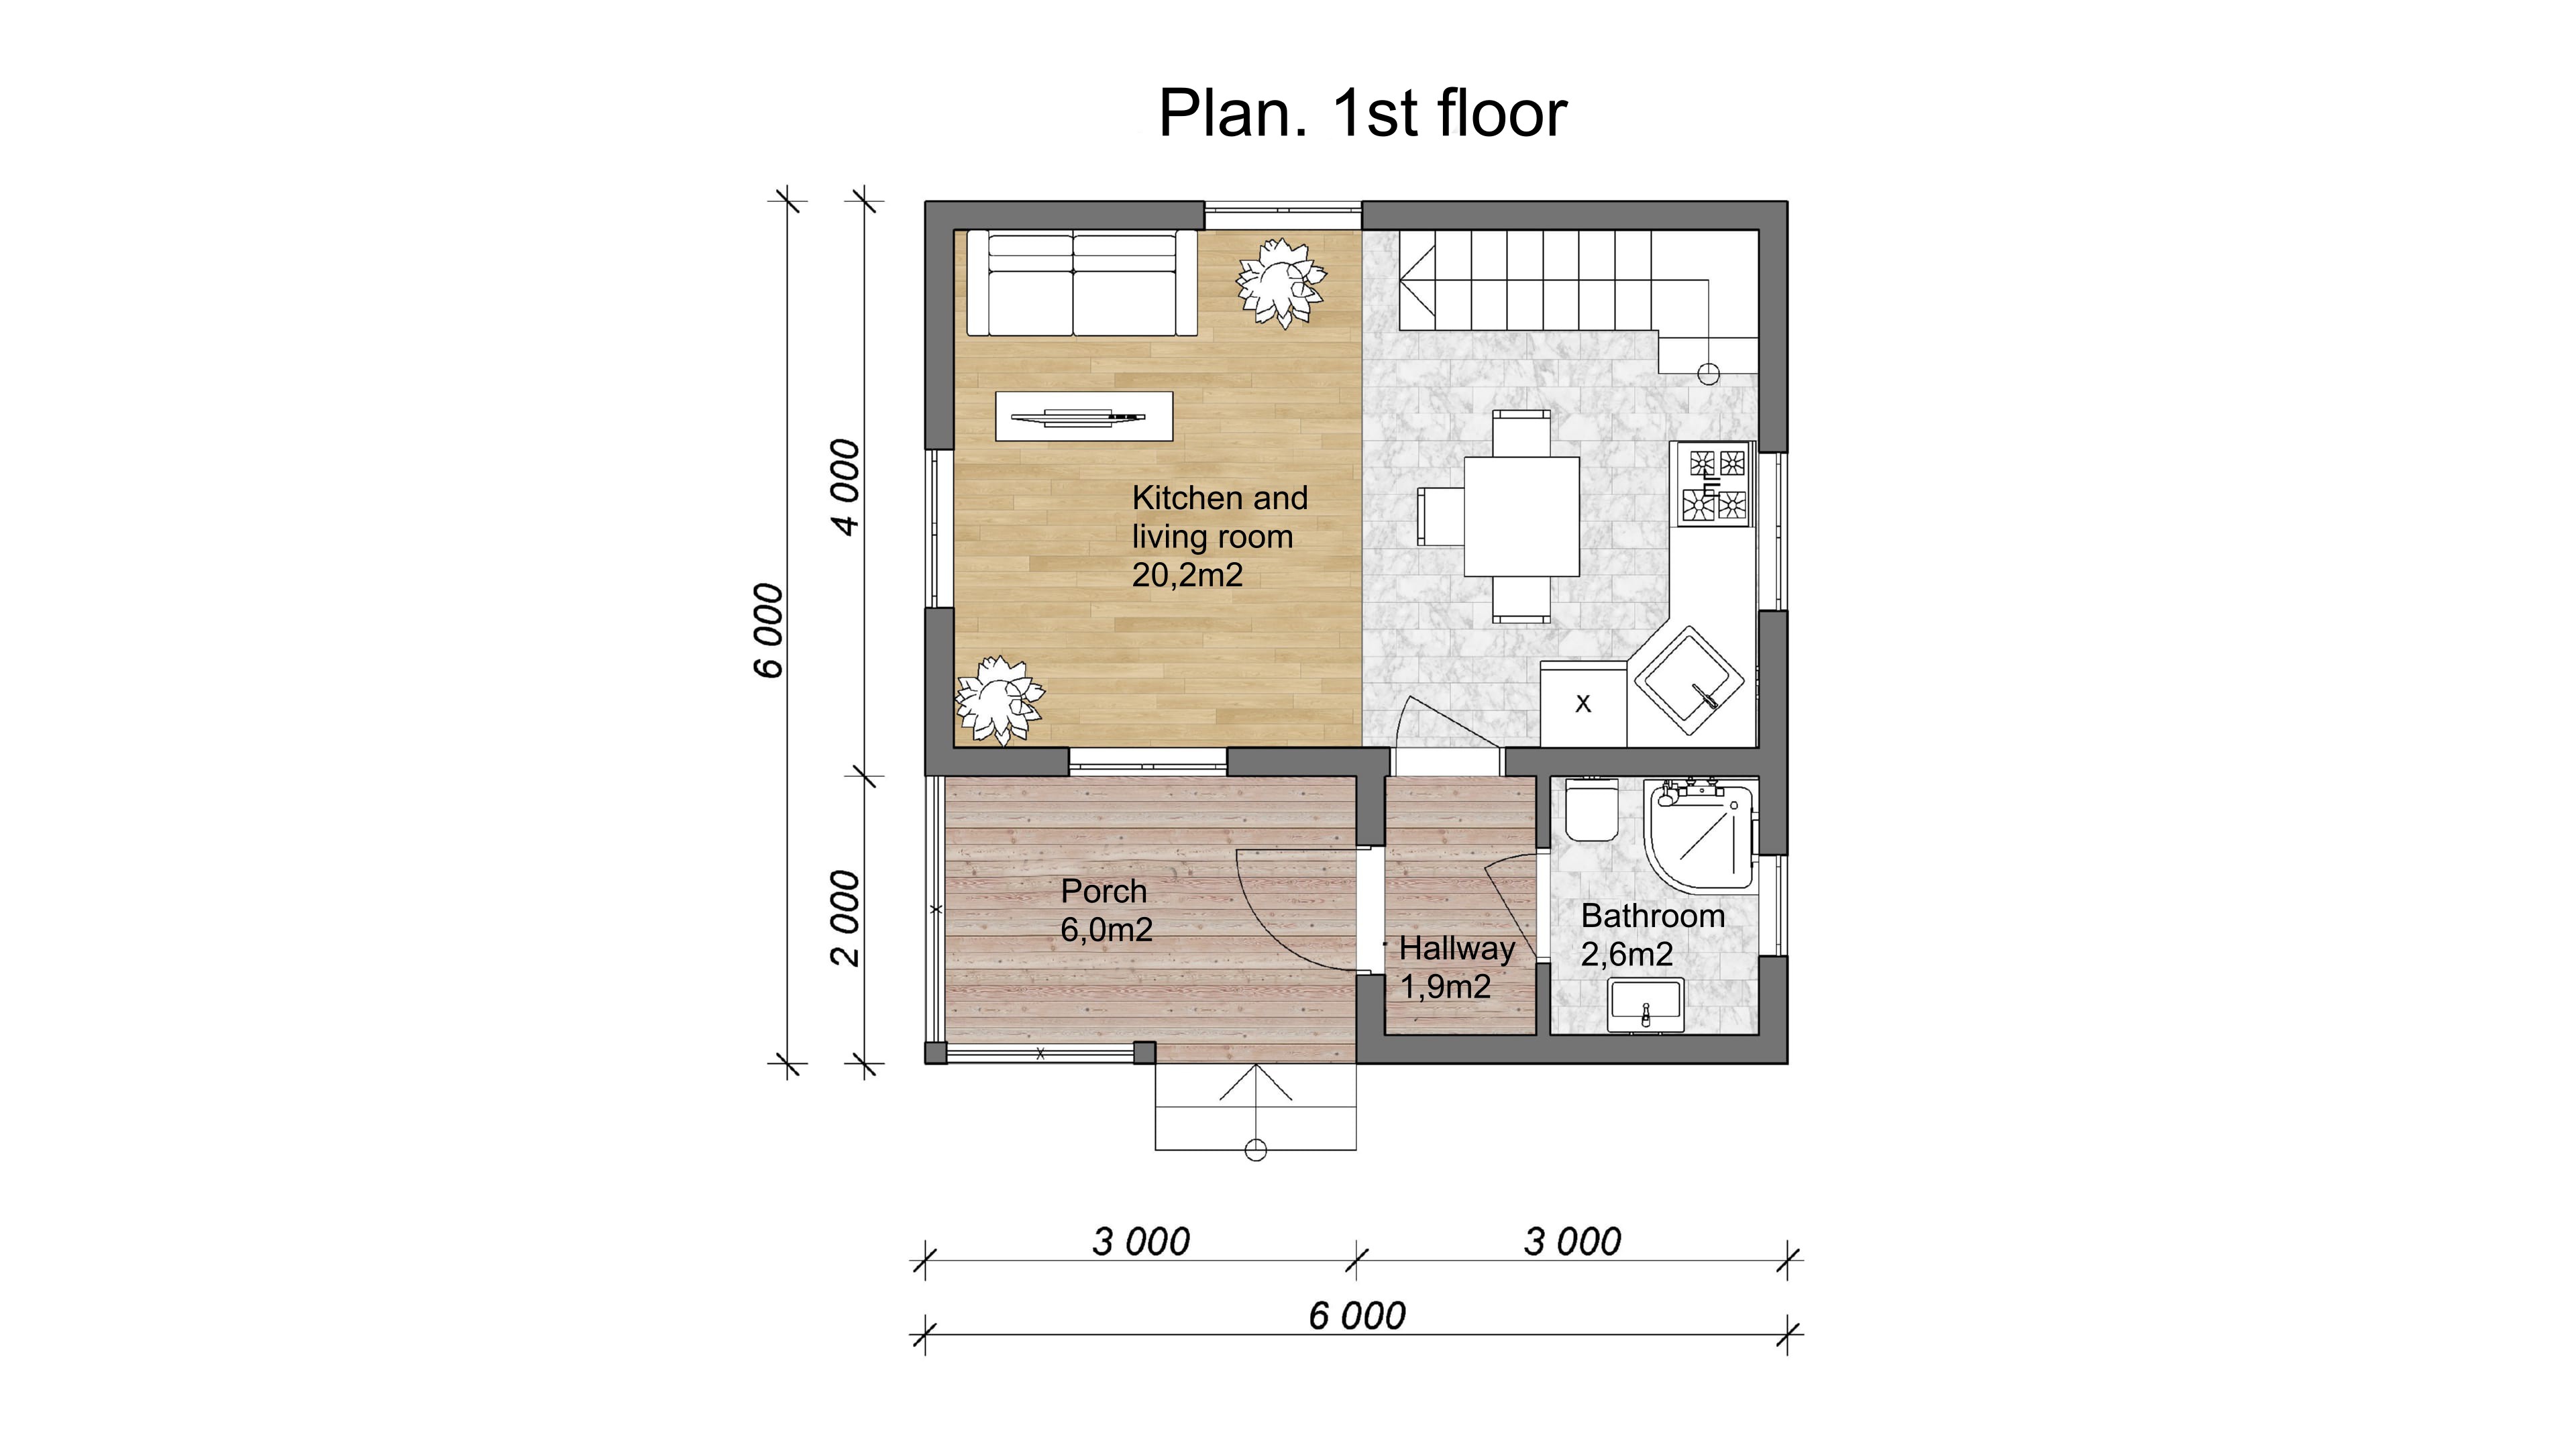 Plan. 1st floor
4 000
6 000
2 000
Kitchen and
living room
20,2m2
X
Porch
6,0m2
Hallway
1,9m2
Bathroom
2,6m2
X
X
3 000
3 000
6 000